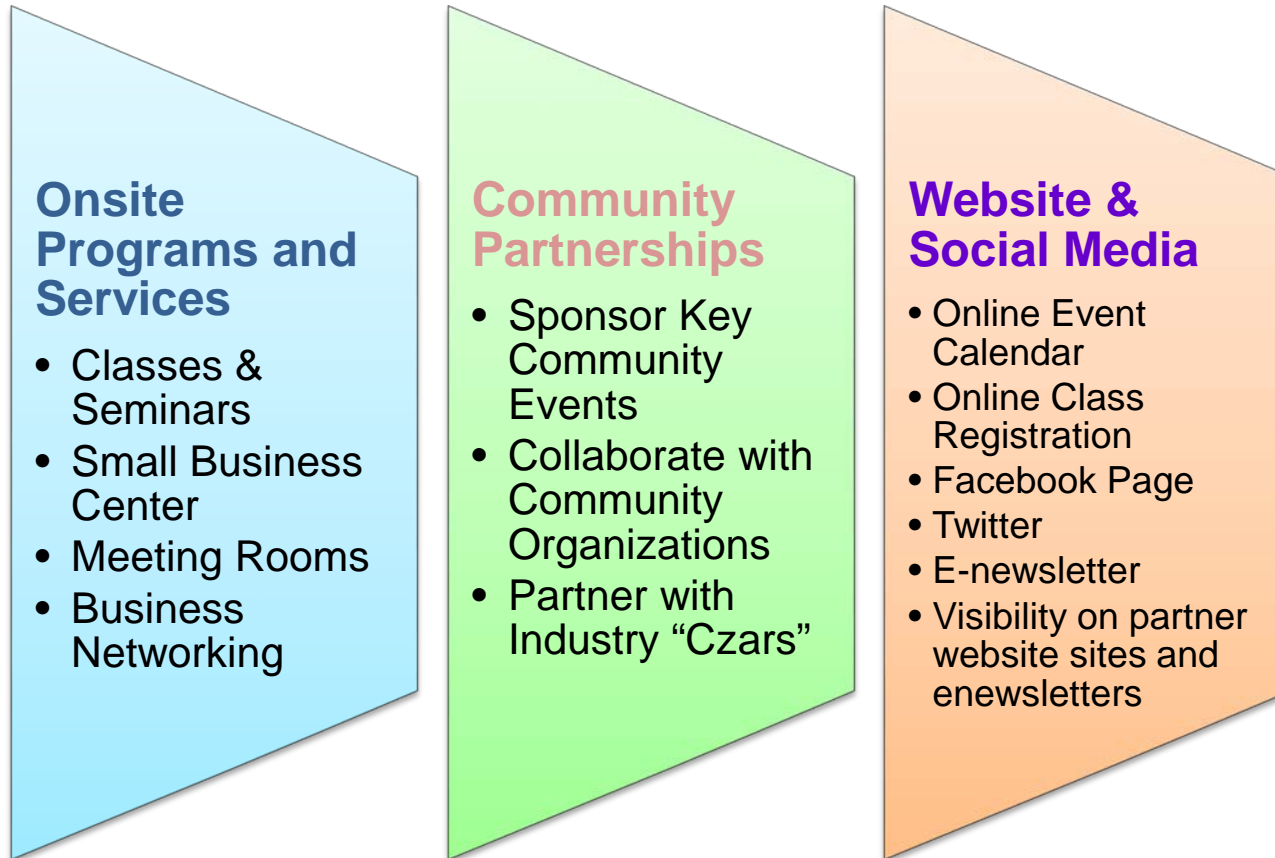 Onsite
Programs and
Services
• Classes &
Seminars
• Small Business
Center
• Meeting Rooms
• Business
Networking
Community
Partnerships
• Sponsor Key
Community
Events
• Collaborate with
Community
Organizations
• Partner with
Industry “Czars”
Website &
Social Media
• Online Event
Calendar
• Online Class
Registration
• Facebook Page
• Twitter
• E-newsletter
• Visibility on partner
website sites and
enewsletters